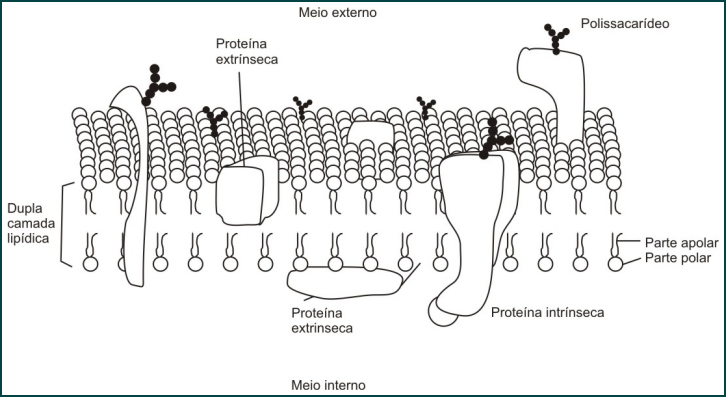 Meio externo
Polissacarídeo
Proteína
extrínseca
Dupla
camada
lipídica
Parte apolar
Parte polar
Proteína
extrinseca
Proteína intrínseca
Meio interno